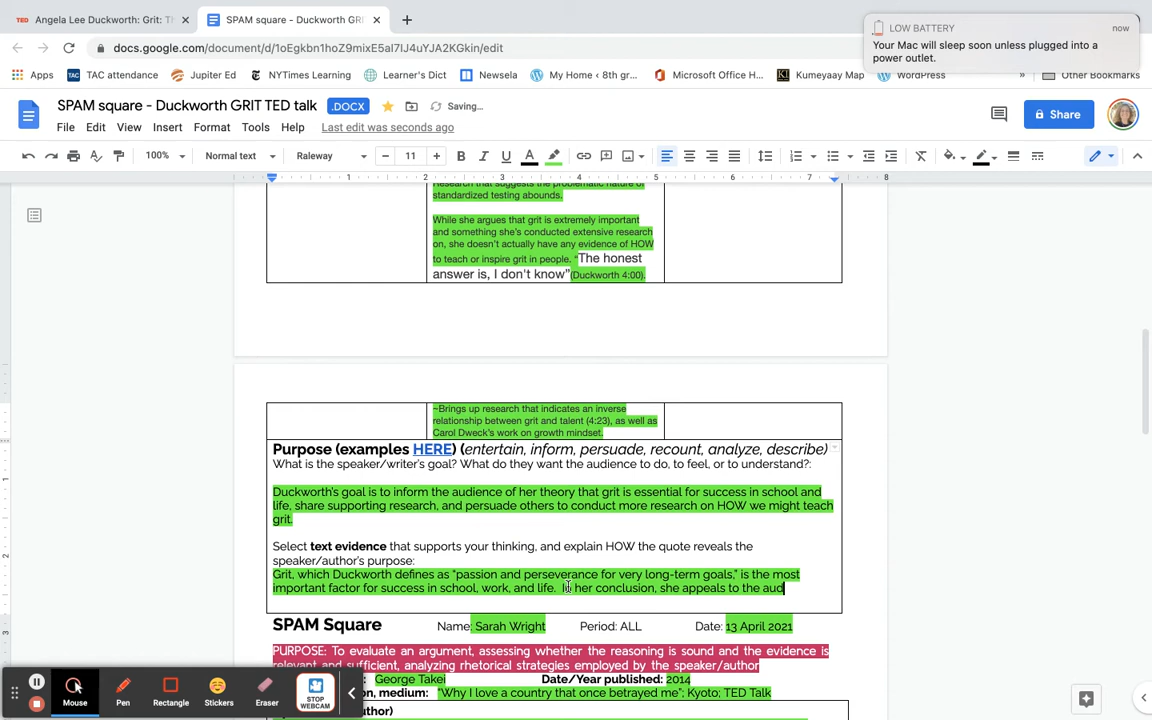 Angela Lee Duckworth: Grit: T
SPAM square - Duckworth GR
LOW BATTERY
now
Your Mac will sleep soon unless plugged into a
power outlet.
docs.google.com/document/d/1oEgkbn1hoZ9mixE5al7IJ4uYJA2KGkin/edit
Apps
TAC attendance
Jupiter Ed
NYTimes Learning
Learner's Dict
Newsela
My Home < 8th gr...
Microsoft Office H...
Kumeyaay Map
WordPress
»
Other Bookmarks
SPAM square - Duckworth GRIT TED talk
.DOCX
Saving...
File Edit View Insert Format Tools Help
Last edit was seconds ago
Share
100%
Normal text
Raleway
11
1 2 3 4 5 6 7 8
Research that suggests the problematic nature of
standardized testing abounds.
While she argues that grit is extremely important
and something she's conducted extensive research
on, she doesn't actually have any evidence of HOW
to teach or inspire grit in people. "The honest
answer is, I don't know"(Duckworth 4:00).
~Brings up research that indicates an inverse
relationship between grit and talent (4:23), as well as
Carol Dweck's work on growth mindset.
Purpose (examples HERE) (entertain, inform, persuade, recount, analyze, describe)
What is the speaker/writer's goal? What do they want the audience to do, to feel, or to understand?:
Duckworth's goal is to inform the audience of her theory that grit is essential for success in school and
life, share supporting research, and persuade others to conduct more research on HOW we might teach
grit.
Select text evidence that supports your thinking, and explain HOW the quote reveals the
speaker/author's purpose:
Grit, which Duckworth defines as "passion and perseverance for very long-term goals," is the most
important factor for success in school, work, and life. In her conclusion, she appeals to the aud
SPAM Square
Name: Sarah Wright
Period: ALL
Date: 13 April 2021
PURPOSE: To evaluate an argument, assessing whether the reasoning is sound and the evidence is
relevant and sufficient, analyzing rhetorical strategies employed by the speaker/author
George Takei
Date/Year published: 2014
on, medium: "Why I love a country that once betrayed me"; Kyoto; TED Talk
author)
Mouse
Pen
Rectangle
Stickers
Eraser
STOP
WEBCAM